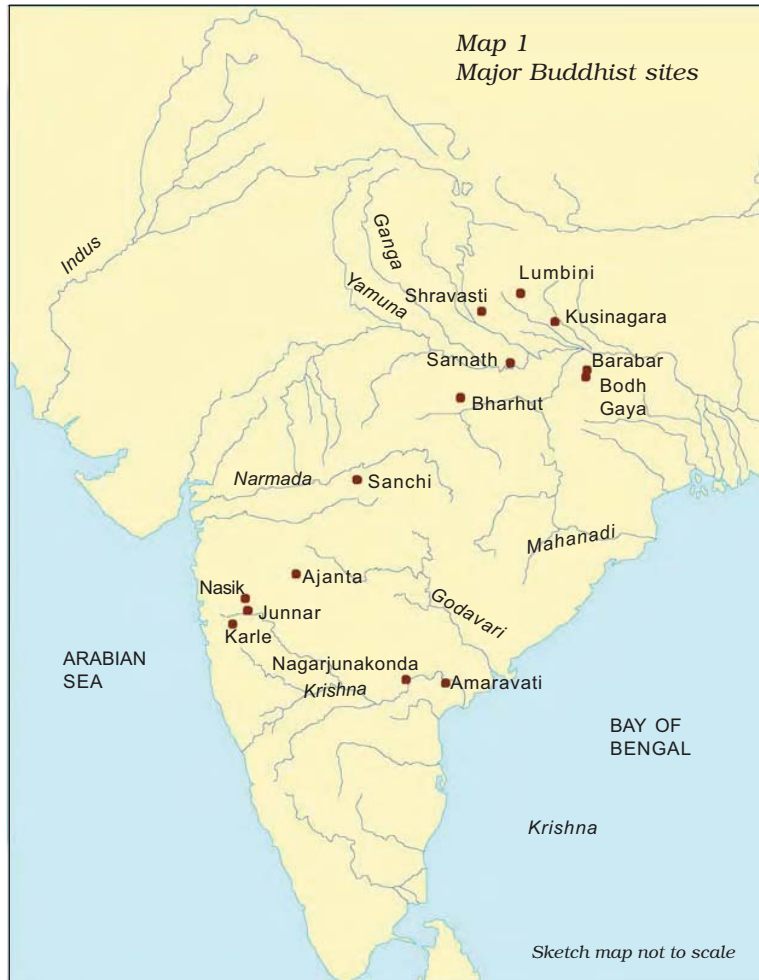 Map 1
Major Buddhist sites
Indus
Ganga
Yamuna
Lumbini
Shravasti
Kusinagara
Sarnath
Barabar
Bodh
Gaya
Bharhut
Narmada
Sanchi
Mahanadi
Ajanta
Nasik
Junnar
Karle
Godavari
ARABIAN
SEA
Nagarjunakonda
Krishna
Amaravati
BAY OF
BENGAL
Krishna
Sketch map not to scale